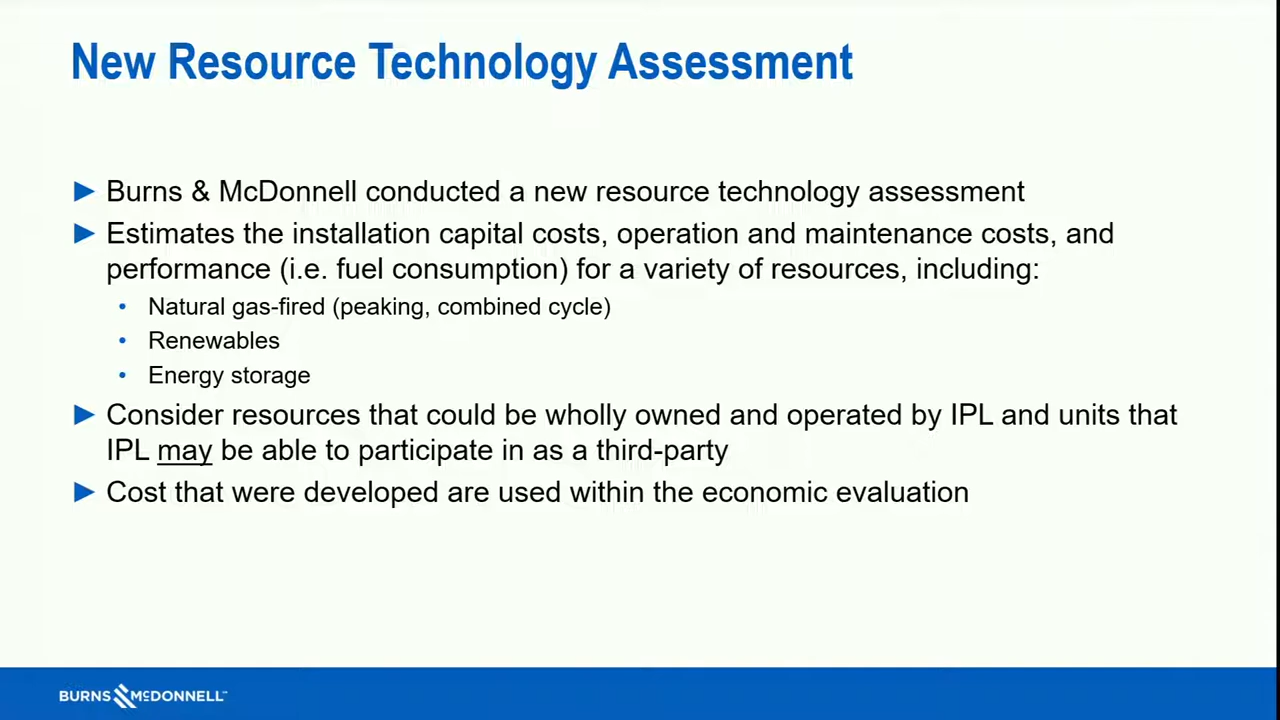 New Resource Technology Assessment
► Burns & McDonnell conducted a new resource technology assessment
► Estimates the installation capital costs, operation and maintenance costs, and
performance (i.e. fuel consumption) for a variety of resources, including:
• Natural gas-fired (peaking, combined cycle)
• Renewables
• Energy storage
► Consider resources that could be wholly owned and operated by IPL and units that
IPL may be able to participate in as a third-party
► Cost that were developed are used within the economic evaluation
BURNS McDONNELL™